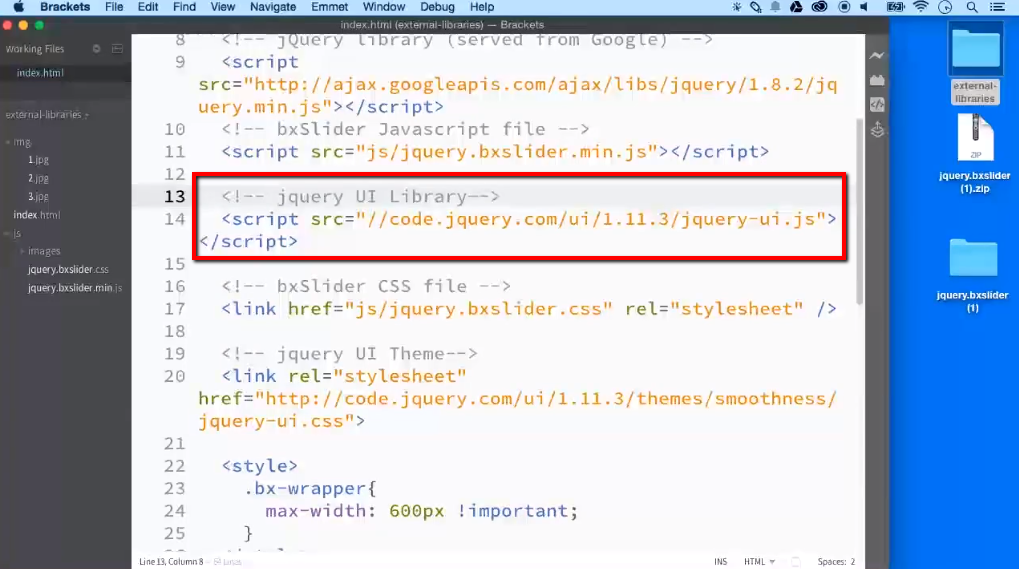 Brackets File Edit Find View Navigate Emmet Window Debug Help
index.html (external-libraries) — Brackets
Working Files
index.html
external-libraries
img
1.jpg
2.jpg
3.jpg
index.html
js
images
jquery.bxslider.css
jquery.bxslider.min.js
8 <!-- jQuery library (served from Google) -->
9 <script
src="http://ajax.googleapis.com/ajax/libs/jquery/1.8.2/jq
uery.min.js"></script>
10 <!-- bxSlider Javascript file -->
11 <script src="js/jquery.bxslider.min.js"></script>
12
13 <!-- jquery UI Library-->
14 <script src="//code.jquery.com/ui/1.11.3/jquery-ui.js">
</script>
15
16 <!-- bxSlider CSS file -->
17 <link href="js/jquery.bxslider.css" rel="stylesheet" />
18
19 <!-- jquery UI Theme-->
20 <link rel="stylesheet"
href="http://code.jquery.com/ui/1.11.3/themes/smoothness/
jquery-ui.css">
21
22 <style>
23 .bx-wrapper{
24 max-width: 600px !important;
25 }
Line 13, Column 8 — 58 Lines
INS HTML Spaces: 2
external-
libraries
ZIP
jquery.bxslider
(1).zip
jquery.bxslider
(1)